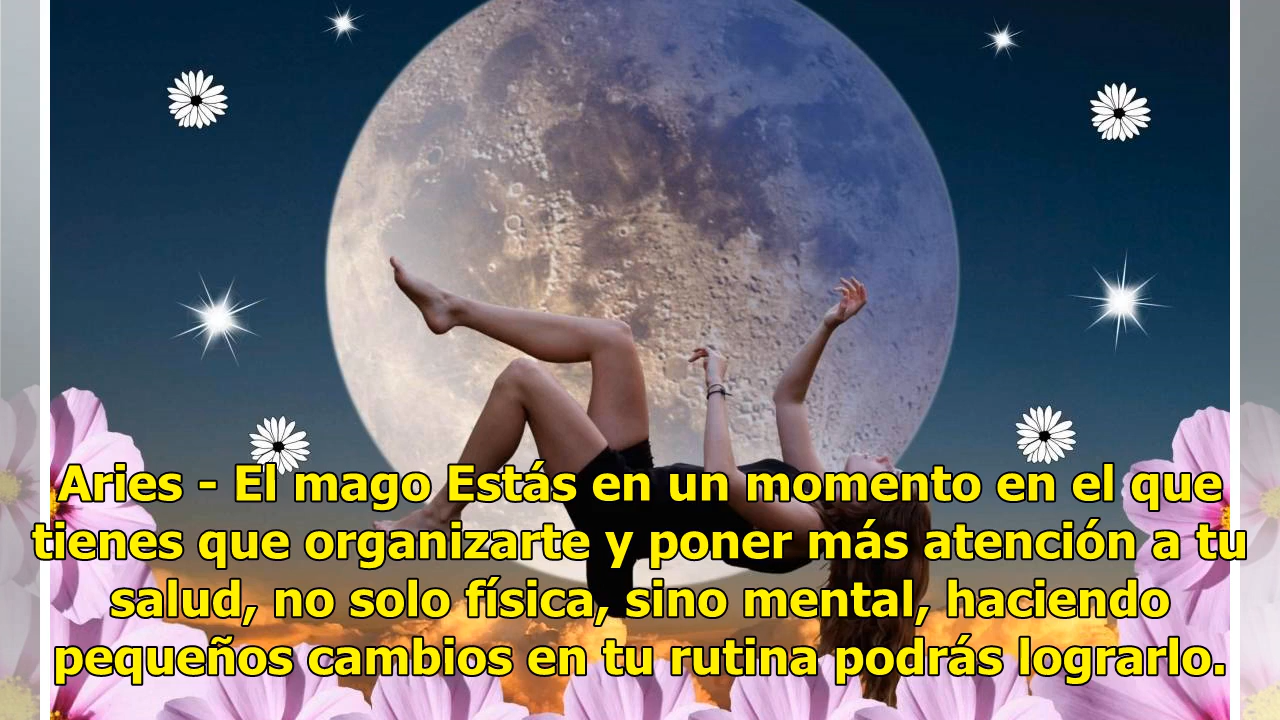 Aries - El mago Estás en un momento en el que
tienes que organizarte y poner más atención a tu
salud, no solo física, sino mental, haciendo
pequeños cambios en tu rutina podrás lograrlo.